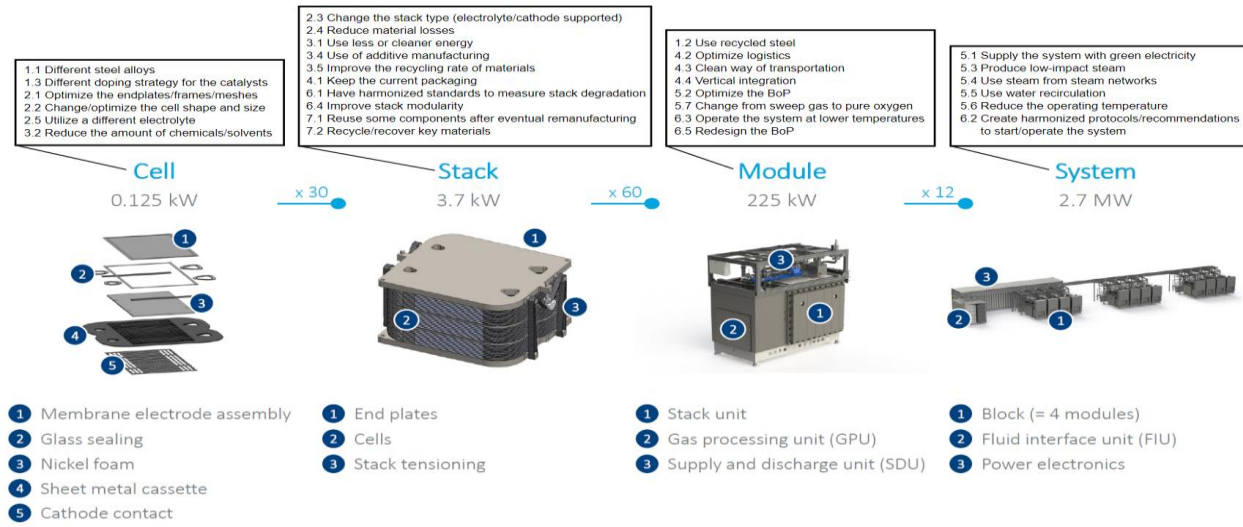 1.1 Different steel alloys
1.3 Different doping strategy for the catalysts
2.1 Optimize the endplates/frames/meshes
2.2 Change/optimize the cell shape and size
2.5 Utilize a different electrolyte
3.2 Reduce the amount of chemicals/solvents
2.3 Change the stack type (electrolyte/cathode supported)
2.4 Reduce material losses
3.1 Use less or cleaner energy
3.4 Use of additive manufacturing
3.5 Improve the recycling rate of materials
4.1 Keep the current packaging
6.1 Have harmonized standards to measure stack degradation
6.4 Improve stack modularity
7.1 Reuse some components after eventual remanufacturing
7.2 Recycle/recover key materials
1.2 Use recycled steel
4.2 Optimize logistics
4.3 Clean way of transportation
4.4 Vertical integration
5.2 Optimize the BoP
5.7 Change from sweep gas to pure oxygen
6.3 Operate the system at lower temperatures
6.5 Redesign the BoP
5.1 Supply the system with green electricity
5.3 Produce low-impact steam
5.4 Use steam from steam networks
5.5 Use water recirculation
5.6 Reduce the operating temperature
6.2 Create harmonized protocols/recommendations
to start/operate the system
Cell
0.125 kW
x 30
Stack
3.7 kW
x 60
Module
225 kW
x 12
System
2.7 MW
1
2
3
4
5
1
2
3
3
2
1
3
2
1
1 Membrane electrode assembly
2 Glass sealing
3 Nickel foam
4 Sheet metal cassette
5 Cathode contact
1 End plates
2 Cells
3 Stack tensioning
1 Stack unit
2 Gas processing unit (GPU)
3 Supply and discharge unit (SDU)
1 Block (= 4 modules)
2 Fluid interface unit (FIU)
3 Power electronics